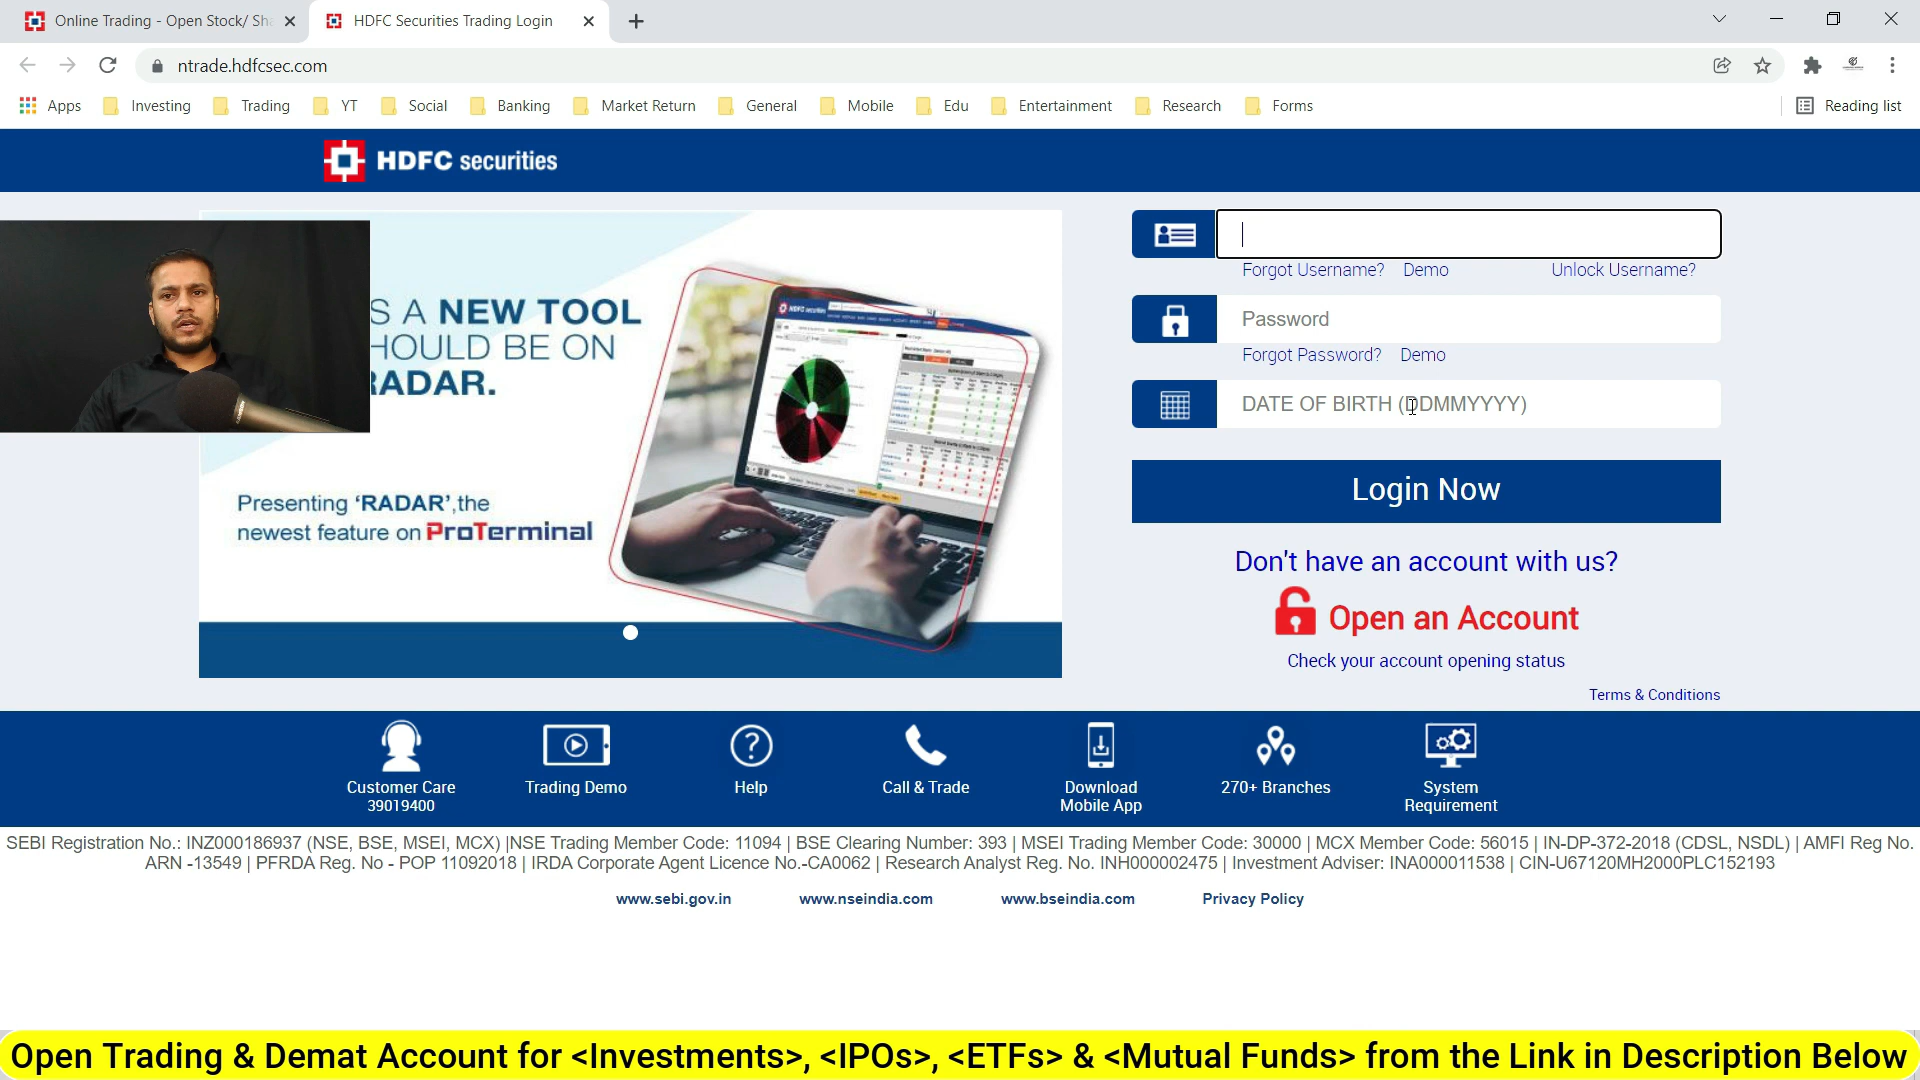 Online Trading - Open Stock/ Sh
HDFC Securities Trading Login
ntrade.hdfcsec.com
Apps
Investing
Trading
YT
Social
Banking
Market Return
General
Mobile
Edu
Entertainment
Research
Forms
Reading list
HDFC securities
S A NEW TOOL
HOULD BE ON
RADAR.
Presenting ‘RADAR’,the
newest feature on ProTerminal
Forgot Username?
Demo
Unlock Username?
Password
Forgot Password?
Demo
DATE OF BIRTH (DDMMYYYY)
Login Now
Don't have an account with us?
Open an Account
Check your account opening status
Terms & Conditions
Customer Care
39019400
Trading Demo
Help
Call & Trade
Download
Mobile App
270+ Branches
System
Requirement
SEBI Registration No.: INZ000186937 (NSE, BSE, MSEI, MCX) |NSE Trading Member Code: 11094 | BSE Clearing Number: 393 | MSEI Trading Member Code: 30000 | MCX Member Code: 56015 | IN-DP-372-2018 (CDSL, NSDL) | AMFI Reg No.
ARN -13549 | PFRDA Reg. No - POP 11092018 | IRDA Corporate Agent Licence No.-CA0062 | Research Analyst Reg. No. INH000002475 | Investment Adviser: INA000011538 | CIN-U67120MH2000PLC152193
www.sebi.gov.in
www.nseindia.com
www.bseindia.com
Privacy Policy
Open Trading & Demat Account for <Investments>, <IPOs>, <ETFs> & <Mutual Funds> from the Link in Description Below